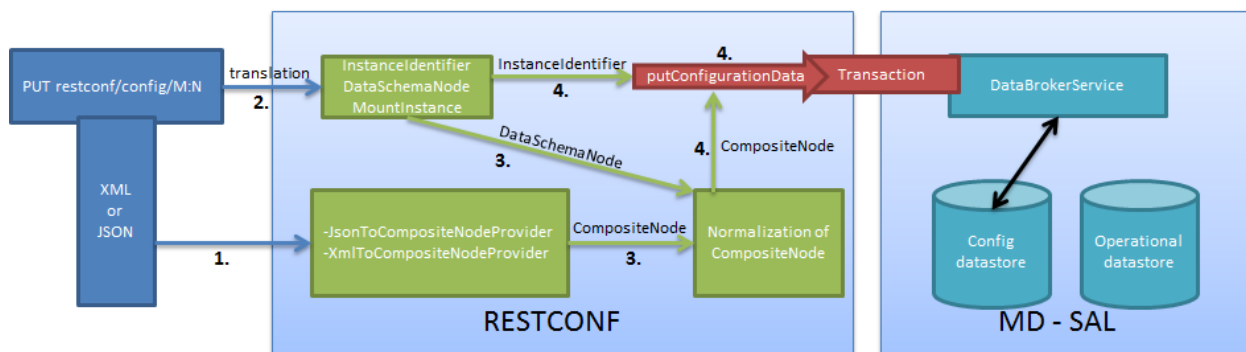 PUT restconf/config/M:N
translation
2.
InstanceIdentifier
DataSchemaNode
MountInstance
InstanceIdentifier
4.
4.
putConfigurationData
Transaction
DataBrokerService
DataSchemaNode
3.
4.
CompositeNode
XML
or
JSON
1.
-JsonToCompositeNodeProvider
-XmlToCompositeNodeProvider
CompositeNode
3.
Normalization of
CompositeNode
Config
datastore
Operational
datastore
RESTCONF
MD - SAL